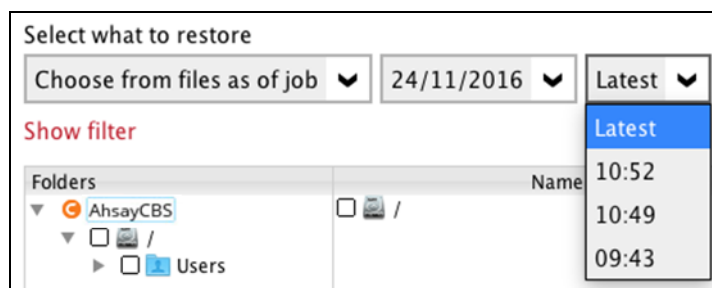 Select what to restore
Choose from files as of job 24/11/2016 Latest
Show filter
Latest
10:52
10:49
09:43
Folders Name
AhsayCBS /
/
Users